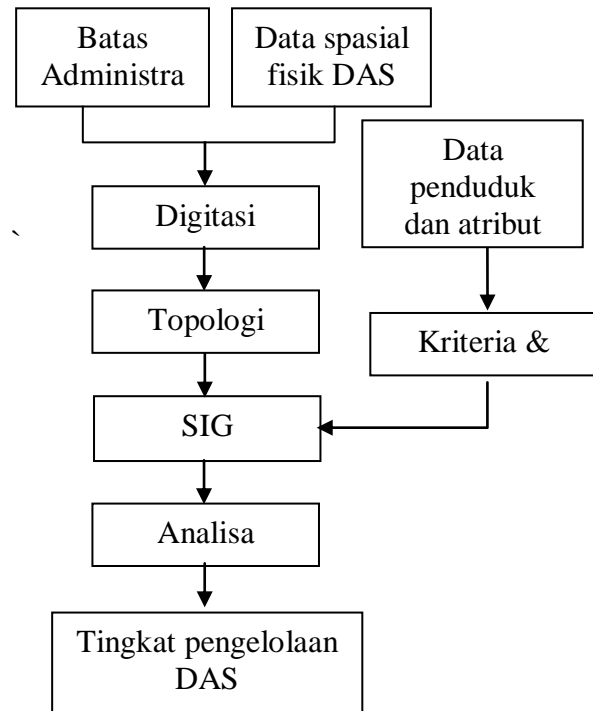 Batas
Administra
Data spasial
fisik DAS
Data
penduduk
dan atribut
Digitasi
`
Topologi
Kriteria &
SIG
Analisa
Tingkat pengelolaan
DAS